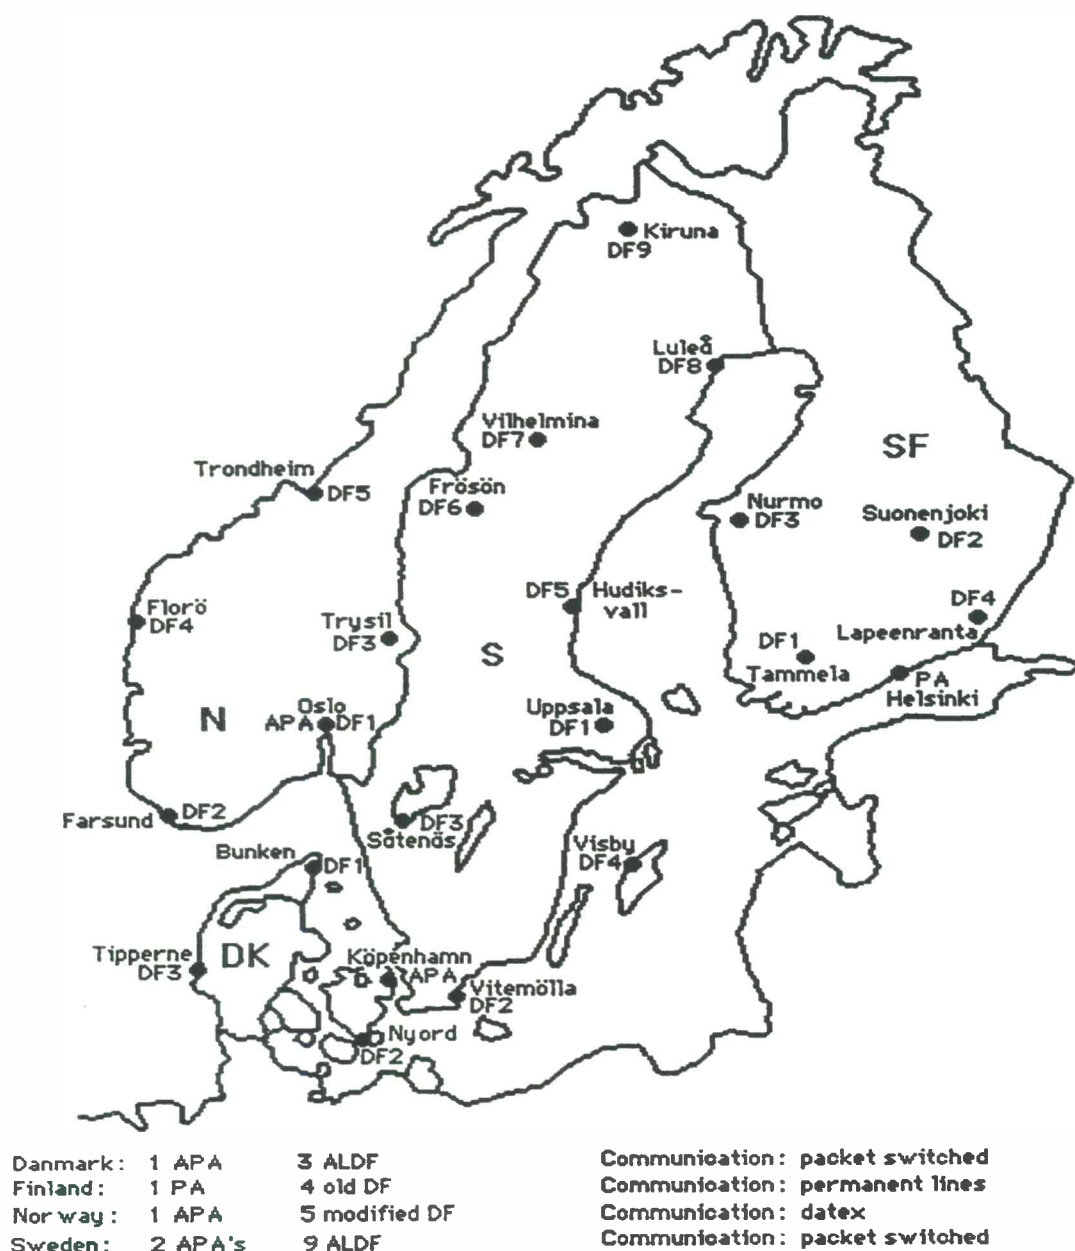 Kiruna
DF9
Luleå
DF8
Vilhelmina
DF7
SF
Trondheim
DF5
Frösön
DF6
Nurmo
DF3
Suonenjoki
DF2
DF5 Hudiks-
vall
Florö
DF4
Trysil
DF3
DF4
Lapeenranta
S
DF1
Tammela
PA
Helsinki
N
Oslo
APA DF1
Uppsala
DF1
DF2
Farsund
DF3
Såtenäs
Bunken
DF1
Visby
DF4
Tipperne
DF3
DK
Köpenhamn
APA
Vitemölla
DF2
Nyord
DF2
Danmark: 1 APA 3 ALDF Communication: packet switched
Finland: 1 PA 4 old DF Communication: permanent lines
Norway: 1 APA 5 modified DF Communication: datex
Sweden: 2 APA's 9 ALDF Communication: packet switched